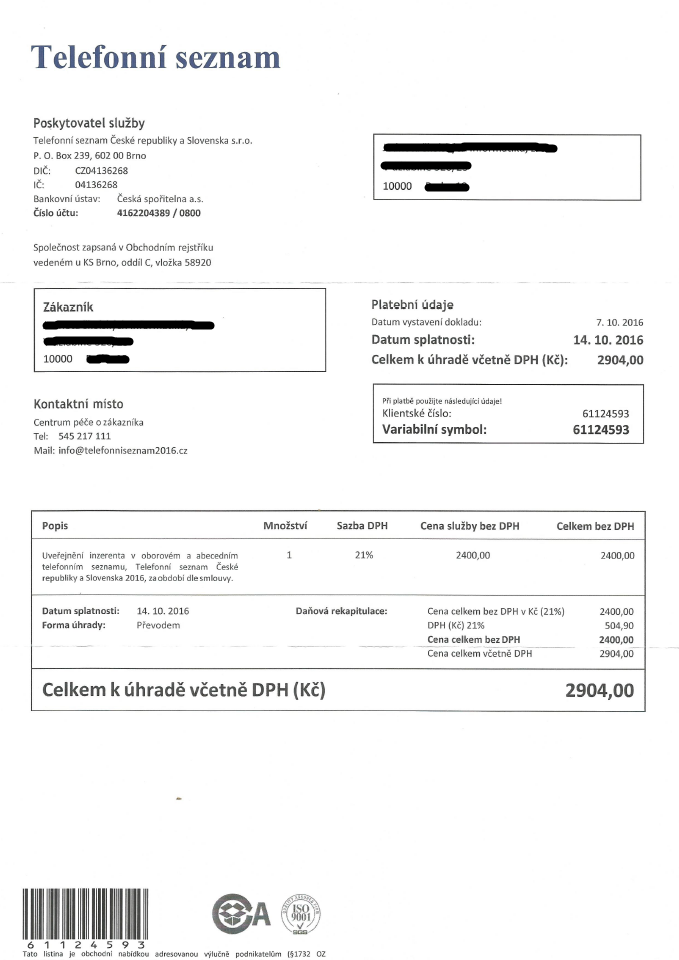 Telefonní seznam
Poskytovatel služby
Telefonní seznam České republiky a Slovenska s.r.o.
P. O. Box 239, 602 00 Brno
DIČ: CZ04136268
IČ: 04136268
Bankovní ústav: Česká spořitelna a.s.
Číslo účtu: 4162204389 / 0800
Společnost zapsaná v Obchodním rejstříku
vedeném u KS Brno, oddíl C, vložka 58920
10000
Zákazník
10000
Kontaktní místo
Centrum péče o zákazníka
Tel: 545 217 111
Mail: info@telefonniseznam2016.cz
Platební údaje
Datum vystavení dokladu: 7. 10. 2016
Datum splatnosti: 14. 10. 2016
Celkem k úhradě včetně DPH (Kč): 2904,00
Při platbě použijte následující údaje!
Klientské číslo: 61124593
Variabilní symbol: 61124593
Popis Množství Sazba DPH Cena služby bez DPH Celkem bez DPH
Uveřejnění inzerenta v oborovém a abecedním 1 21% 2400,00 2400,00
telefonním seznamu, Telefonní seznam České
republiky a Slovenska 2016, za období dle smlouvy.
Datum splatnosti: 14. 10. 2016 Daňová rekapitulace: Cena celkem bez DPH v Kč (21%) 2400,00
Forma úhrady: Převodem DPH (Kč) 21% 504,90
Cena celkem bez DPH 2400,00
Cena celkem včetně DPH 2904,00
Celkem k úhradě včetně DPH (Kč) 2904,00
61124593
CA
ISO
9001
SGS
Tato listina je obchodní nabídkou adresovanou výlučně podnikatelům (§1732 OZ